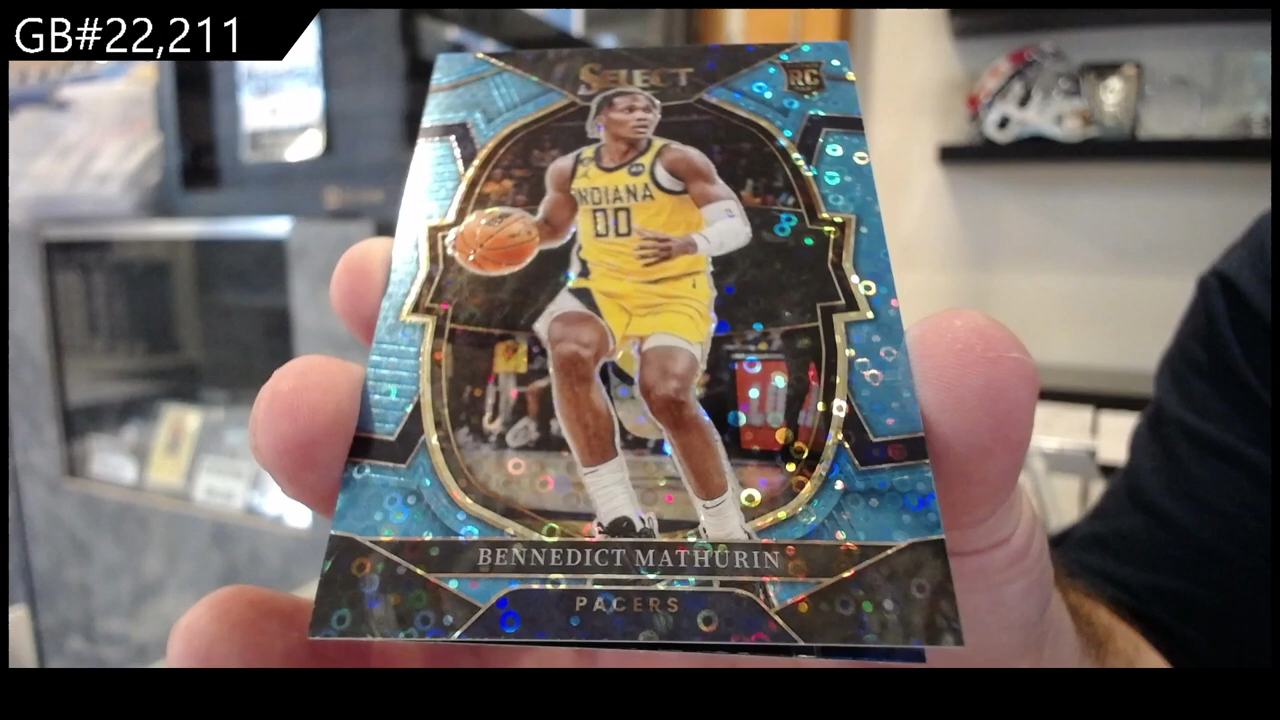 GB#22,211
SELECT
RC
INDIANA
00
BENNEDICT MATHURIN
PACERS